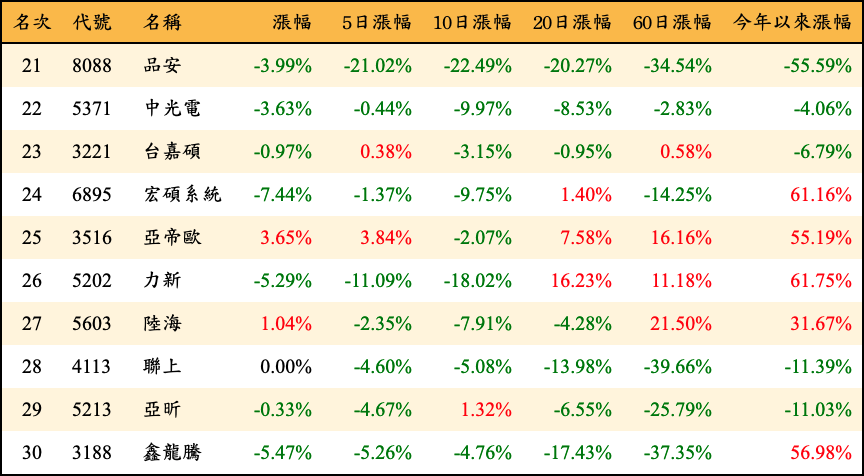 名次 代號 名稱 漲幅 5日漲幅 10日漲幅 20日漲幅 60日漲幅 今年以來漲幅
21 8088 品安 -3.99% -21.02% -22.49% -20.27% -34.54% -55.59%
22 5371 中光電 -3.63% -0.44% -9.97% -8.53% -2.83% -4.06%
23 3221 台嘉碩 -0.97% 0.38% -3.15% -0.95% 0.58% -6.79%
24 6895 宏碩系統 -7.44% -1.37% -9.75% 1.40% -14.25% 61.16%
25 3516 亞帝歐 3.65% 3.84% -2.07% 7.58% 16.16% 55.19%
26 5202 力新 -5.29% -11.09% -18.02% 16.23% 11.18% 61.75%
27 5603 陸海 1.04% -2.35% -7.91% -4.28% 21.50% 31.67%
28 4113 聯上 0.00% -4.60% -5.08% -13.98% -39.66% -11.39%
29 5213 亞昕 -0.33% -4.67% 1.32% -6.55% -25.79% -11.03%
30 3188 鑫龍騰 -5.47% -5.26% -4.76% -17.43% -37.35% 56.98%